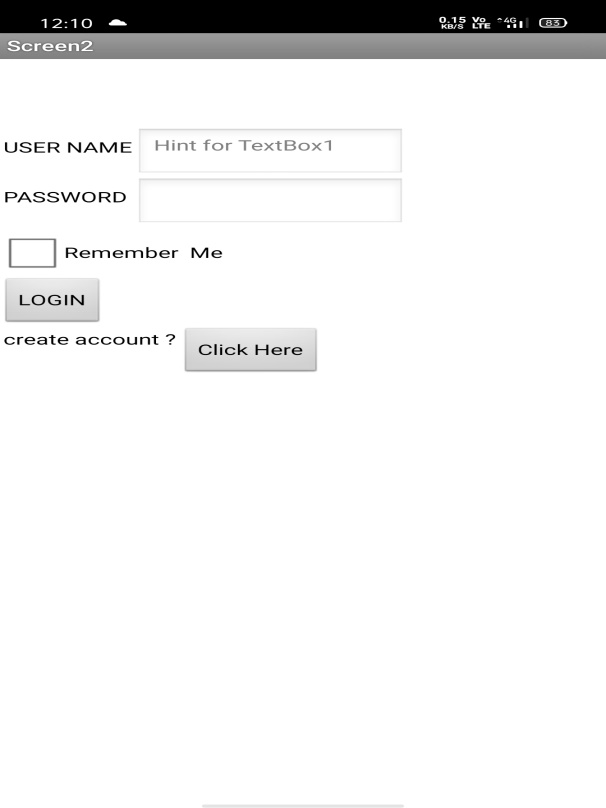 12:10 0.15 KB/S Vo LTE 4G 83
Screen2
USER NAME Hint for TextBox1
PASSWORD
Remember Me
LOGIN
create account ? Click Here